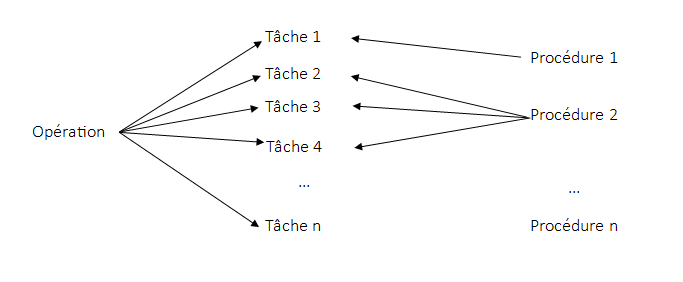 Tâche 1
Procédure 1
Tâche 2
Tâche 3
Procédure 2
Opération
Tâche 4
...
...
Tâche n
Procédure n